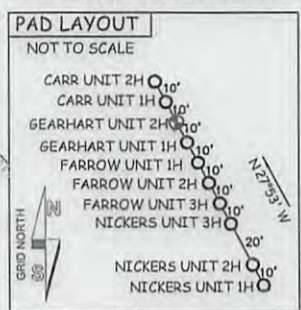 PAD LAYOUT
NOT TO SCALE
CARR UNIT 2H
10'
CARR UNIT 1H
10'
GEARHART UNIT 2H
10'
GEARHART UNIT 1H
10'
FARROW UNIT 1H
10'
FARROW UNIT 2H
10'
FARROW UNIT 3H
10'
NICKERS UNIT 3H
20'
NICKERS UNIT 2H
10'
NICKERS UNIT 1H
N 27°53' W
GRID NORTH
N
S